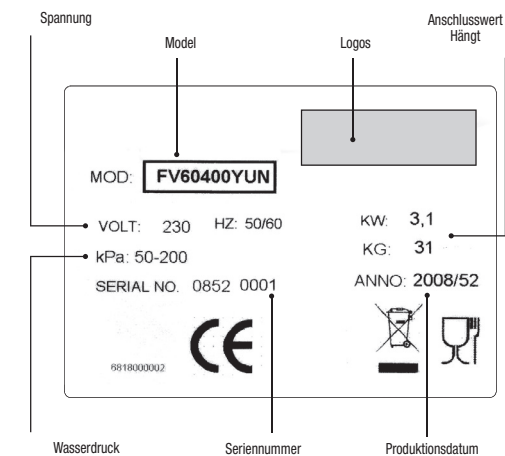 Spannung
Model
Logos
Anschlusswert
Hängt
MOD: FV60400YUN
VOLT: 230 HZ: 50/60
KW: 3,1
kPa: 50-200
KG: 31
SERIAL NO. 0852 0001
ANNO: 2008/52
CE
6818000002
Wasserdruck
Seriennummer
Produktionsdatum